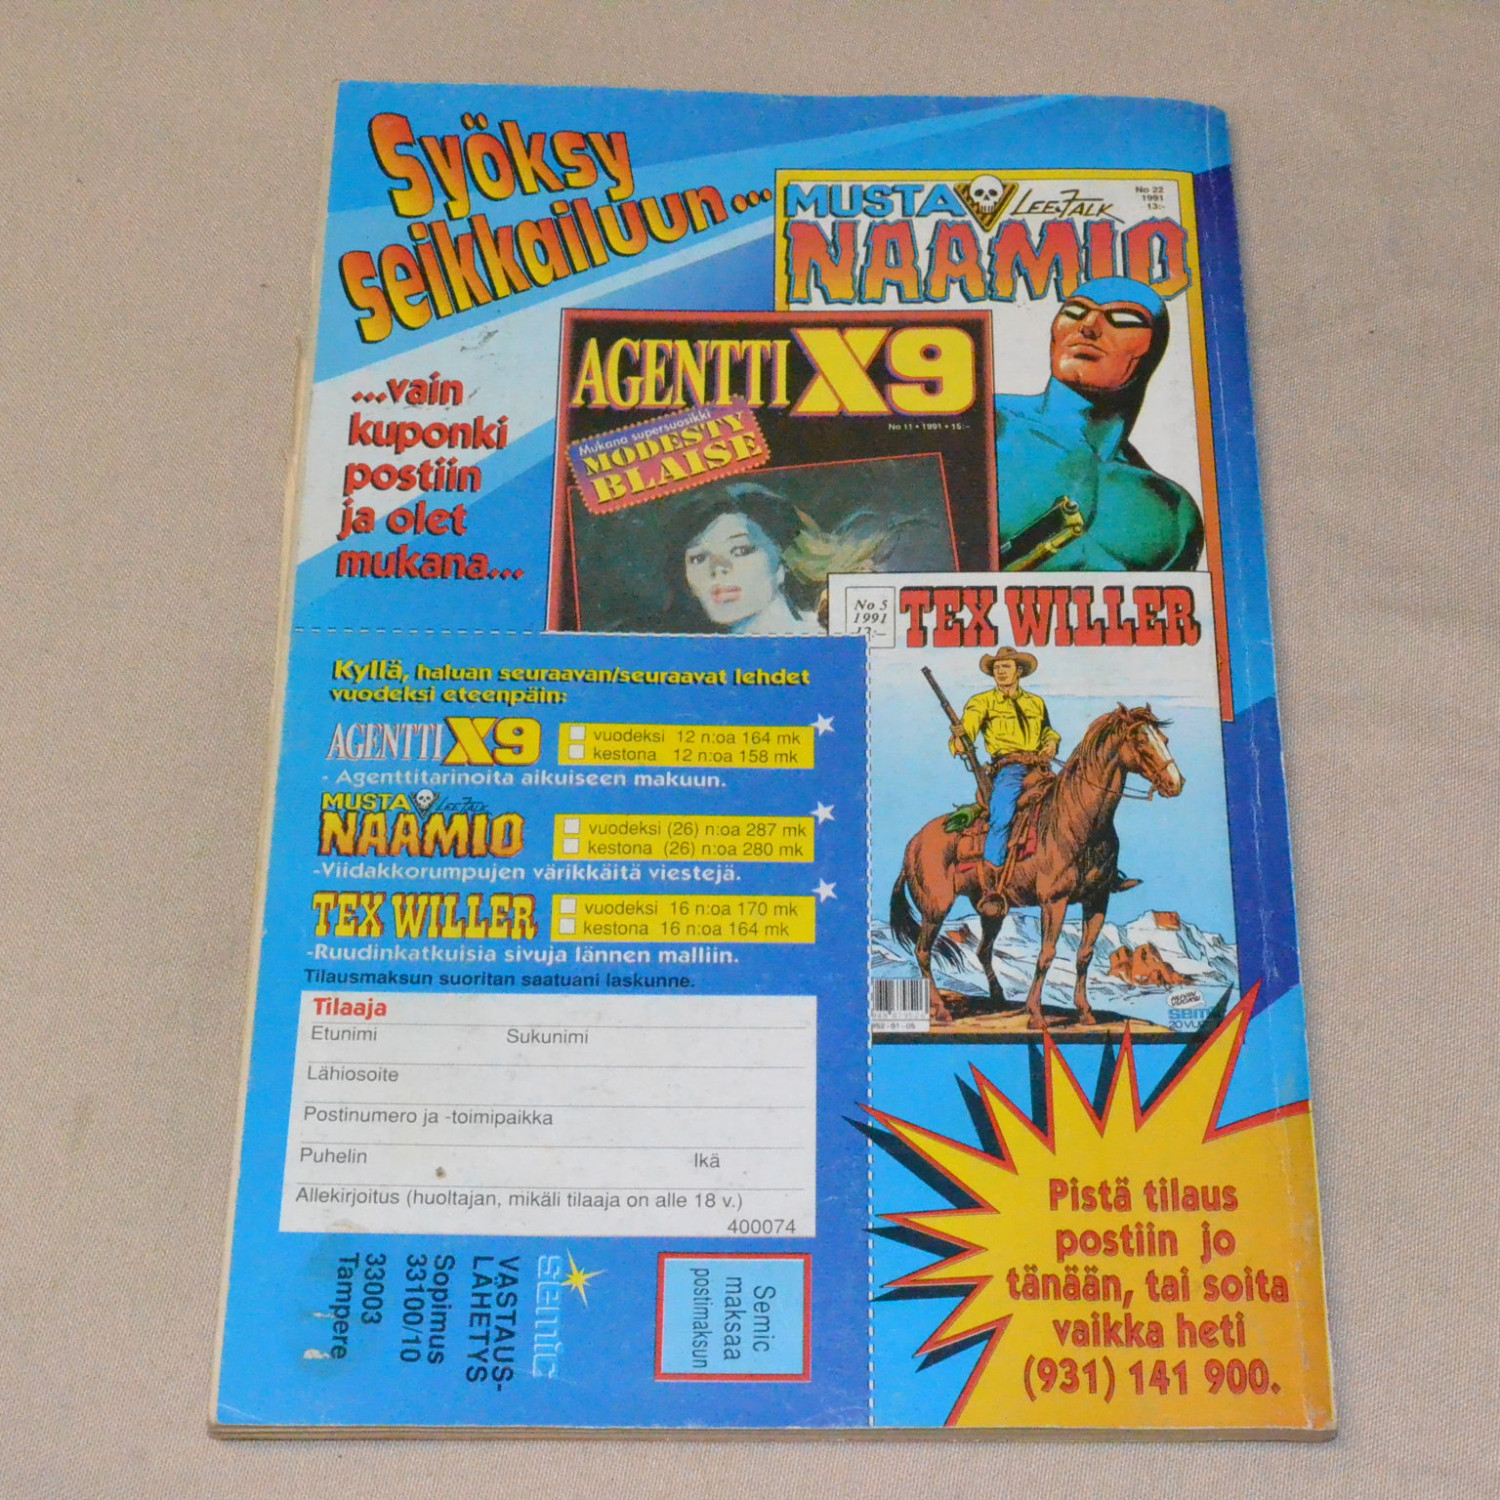 Syöksy
seikkailuun...
MUSTA LEE FALK
NAAMIO
No 22
1991
13:-
...vain
kuponki
postiin
ja olet
mukana...
AGENTTI X9
No 11 • 1991 • 15:-
Mukana supersuosikki
MODESTY
BLAISE
No 5
1991
13:-
TEX WILLER
Kyllä, haluan seuraavan/seuraavat lehdet
vuodeksi eteenpäin:
AGENTTI X9
vuodeksi 12 n:oa 164 mk
kestona 12 n:oa 158 mk
- Agenttitarinoita aikuiseen makuun.
MUSTA LEE FALK
NAAMIO
vuodeksi (26) n:oa 287 mk
kestona (26) n:oa 280 mk
-Viidakkorumpujen värikkäitä viestejä.
TEX WILLER
vuodeksi 16 n:oa 170 mk
kestona 16 n:oa 164 mk
-Ruudinkatkuisia sivuja lännen malliin.
Tilausmaksun suoritan saatuani laskunne.
Tilaaja
Etunimi Sukunimi
Lähiosoite
Postinumero ja -toimipaikka
Puhelin Ikä
Allekirjoitus (huoltajan, mikäli tilaaja on alle 18 v.)
400074
semic
VASTAUS-
LÄHETYS
Sopimus
33100/10
33003
Tampere
Semic
maksaa
postimaksun
Pistä tilaus
postiin jo
tänään, tai soita
vaikka heti
(931) 141 900.